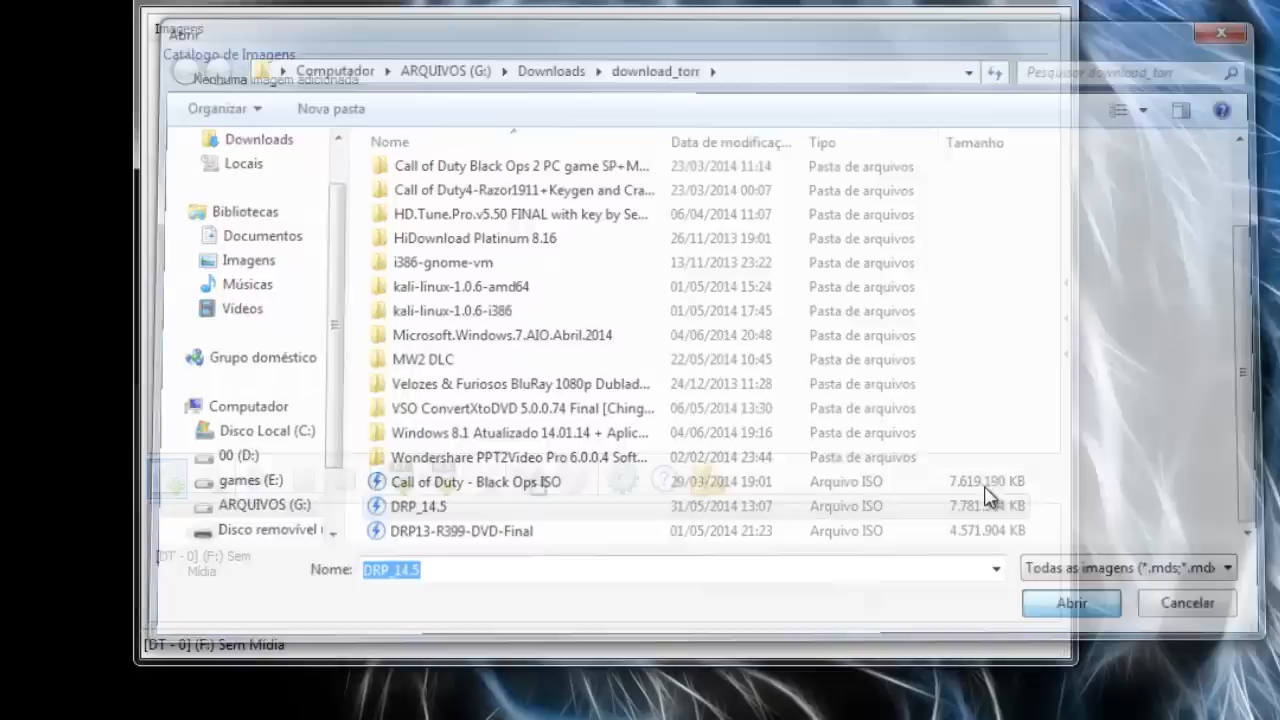 Imagens
Abrir
Catálogo de Imagens
Nenhuma imagem adicionada
Computador ARQUIVOS (G:) Downloads download_torr
Pesquisar download_torr
Organizar Nova pasta
Nome Data de modificaç... Tipo Tamanho
Downloads
Locais
Bibliotecas
Documentos
Imagens
Músicas
Vídeos
Grupo doméstico
Computador
Disco Local (C:)
00 (D:)
games (E:)
ARQUIVOS (G:)
Disco removível
Call of Duty Black Ops 2 PC game SP+M... 23/03/2014 11:14 Pasta de arquivos
Call of Duty4-Razor1911+Keygen and Cra... 23/03/2014 00:07 Pasta de arquivos
HD.Tune.Pro.v5.50 FINAL with key by Se... 06/04/2014 11:07 Pasta de arquivos
HiDownload Platinum 8.16 26/11/2013 19:01 Pasta de arquivos
i386-gnome-vm 13/11/2013 23:22 Pasta de arquivos
kali-linux-1.0.6-amd64 01/05/2014 15:24 Pasta de arquivos
kali-linux-1.0.6-i386 01/05/2014 17:45 Pasta de arquivos
Microsoft.Windows.7.AIO.Abril.2014 04/06/2014 20:48 Pasta de arquivos
MW2 DLC 22/05/2014 10:45 Pasta de arquivos
Velozes & Furiosos BluRay 1080p Dublad... 24/12/2013 11:28 Pasta de arquivos
VSO ConvertXtoDVD 5.0.0.74 Final [Ching... 06/05/2014 13:30 Pasta de arquivos
Windows 8.1 Atualizado 14.01.14 + Aplic... 04/06/2014 19:16 Pasta de arquivos
Wondershare PPT2Video Pro 6.0.0.4 Soft... 02/02/2014 23:44 Pasta de arquivos
Call of Duty - Black Ops ISO 29/03/2014 19:01 Arquivo ISO 7.619.190 KB
DRP_14.5 31/05/2014 13:07 Arquivo ISO KB
DRP13-R399-DVD-Final 01/05/2014 21:23 Arquivo ISO 4.571.904 KB
[DT - 0] (F:) Sem
Mídia
Nome: DRP_14.5 Todas as imagens (*.mds;*.md
Abrir Cancelar
[DT - 0] (F:) Sem Mídia